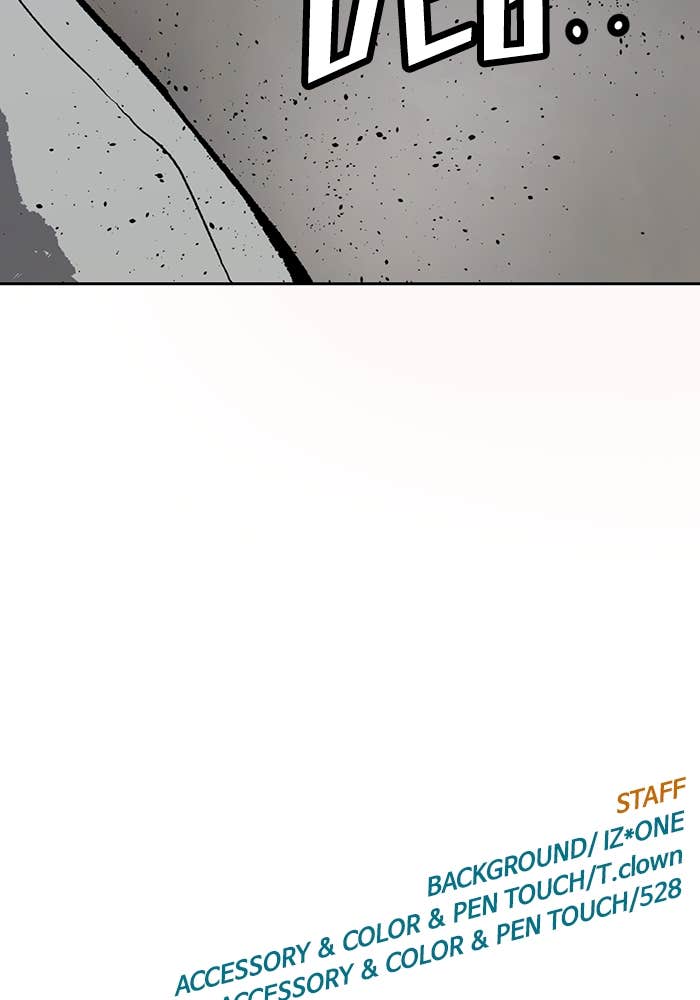 STAFF
BACKGROUND/ IZ*ONE
ACCESSORY & COLOR & PEN TOUCH/T.clown
ACCESSORY & COLOR & PEN TOUCH/528